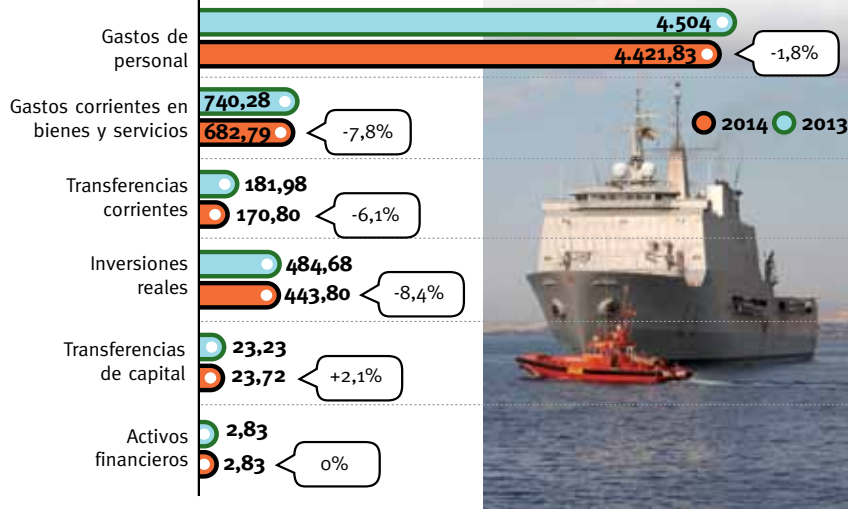 Gastos de
personal
4.504
4.421,83
-1,8%
2014 2013
Gastos corrientes en
bienes y servicios
740,28
682,79
-7,8%
Transferencias
corrientes
181,98
170,80
-6,1%
Inversiones
reales
484,68
443,80
-8,4%
Transferencias
de capital
23,23
23,72
+2,1%
Activos
financieros
2,83
2,83
0%